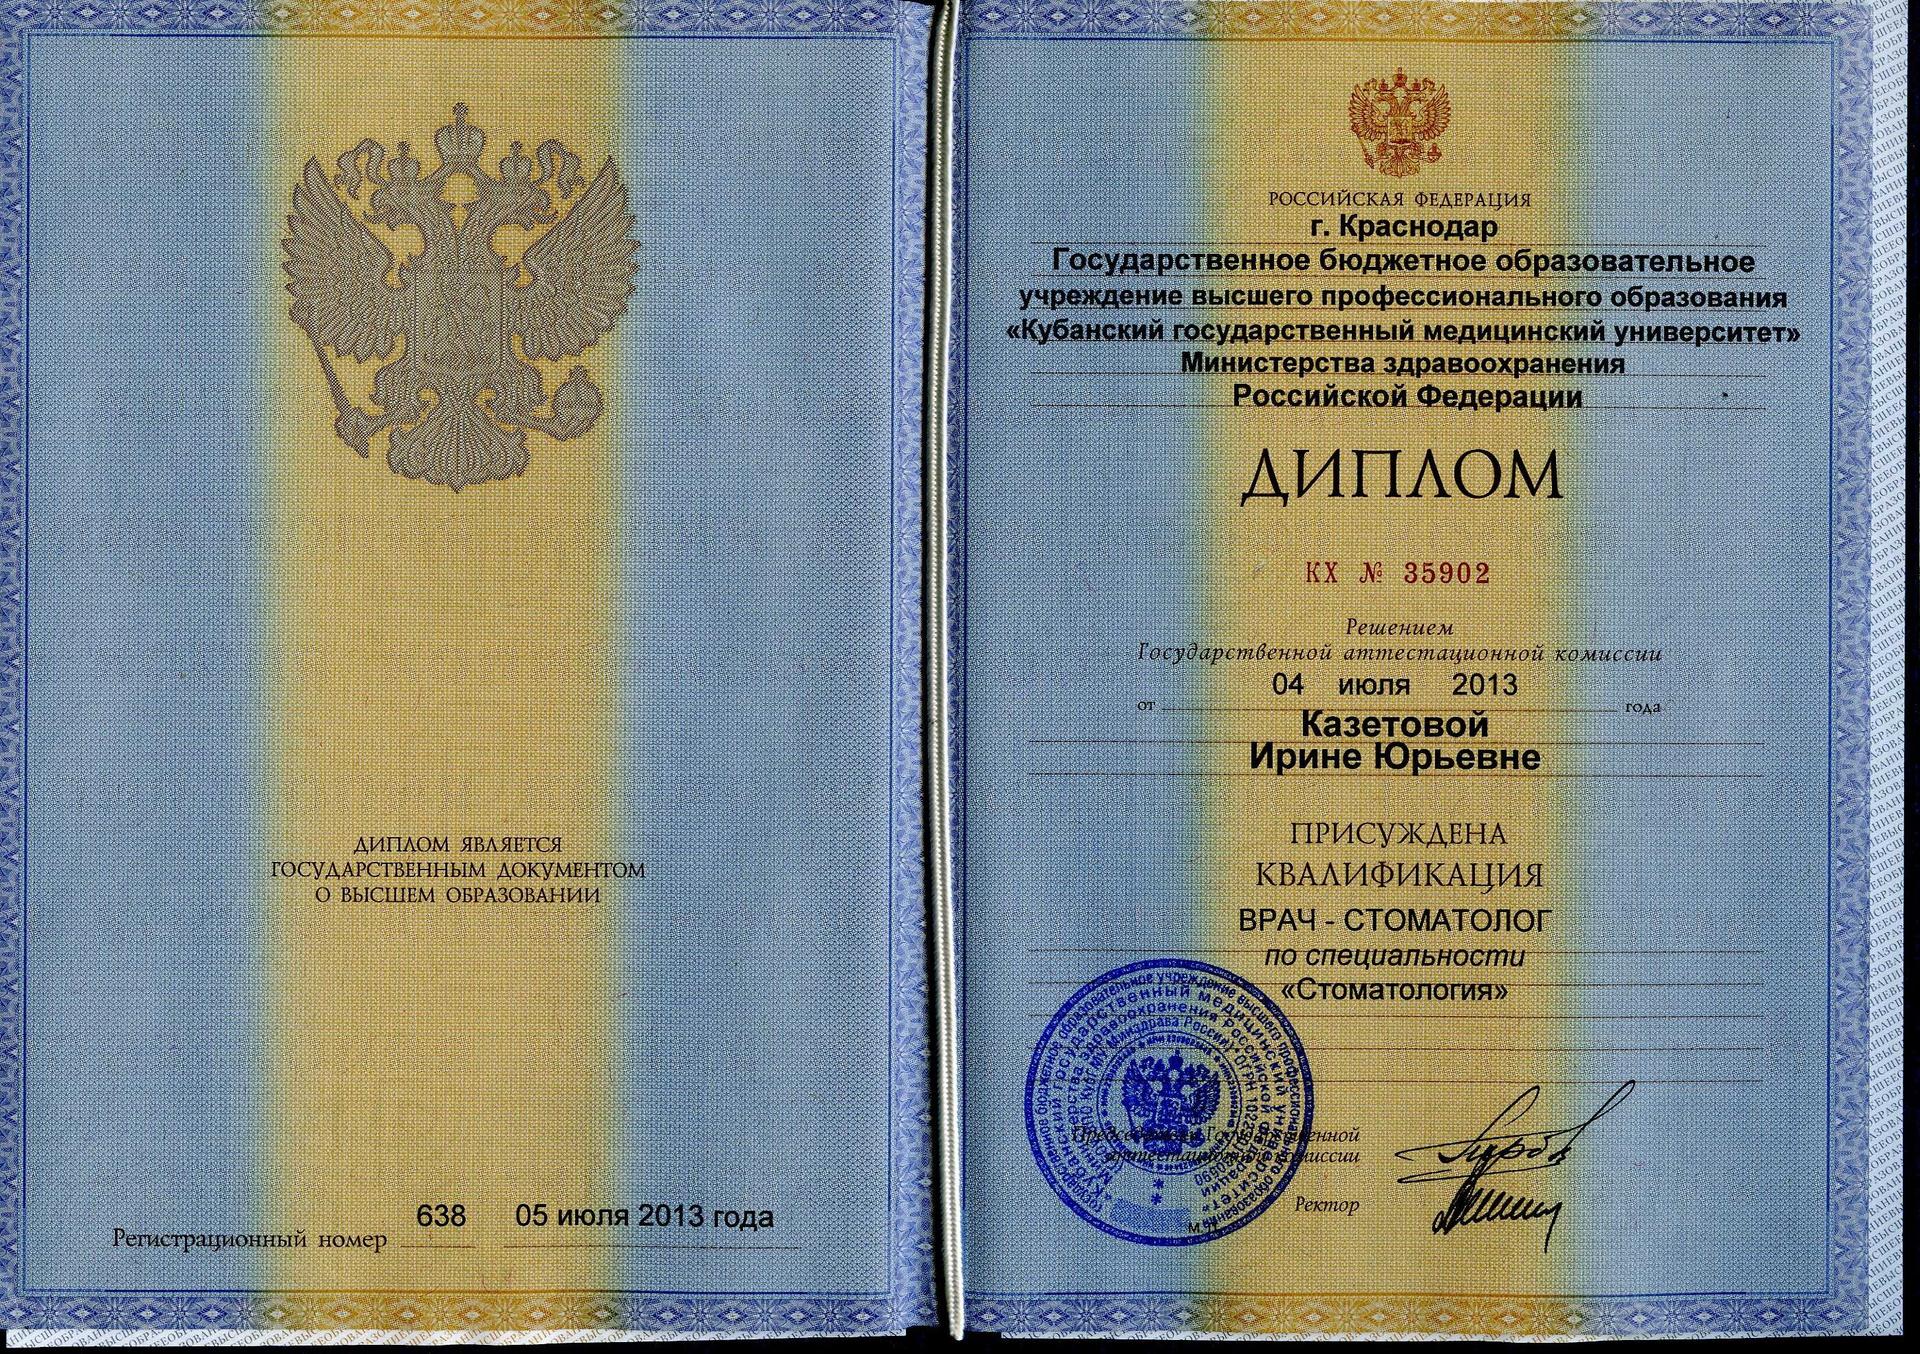 ДИПЛОМ ЯВЛЯЕТСЯ
ГОСУДАРСТВЕННЫМ ДОКУМЕНТОМ
О ВЫСШЕМ ОБРАЗОВАНИИ
Регистрационный номер 638 05 июля 2013 года
РОССИЙСКАЯ ФЕДЕРАЦИЯ
г. Краснодар
Государственное бюджетное образовательное
учреждение высшего профессионального образования
«Кубанский государственный медицинский университет»
Министерства здравоохранения
Российской Федерации
ДИПЛОМ
КХ № 35902
Решением
Государственной аттестационной комиссии
от 04 июля 2013 года
Казетовой
Ирине Юрьевне
ПРИСУЖДЕНА
КВАЛИФИКАЦИЯ
ВРАЧ - СТОМАТОЛОГ
по специальности
«Стоматология»
Председатель Государственной
аттестационной комиссии
Ректор
М.П.